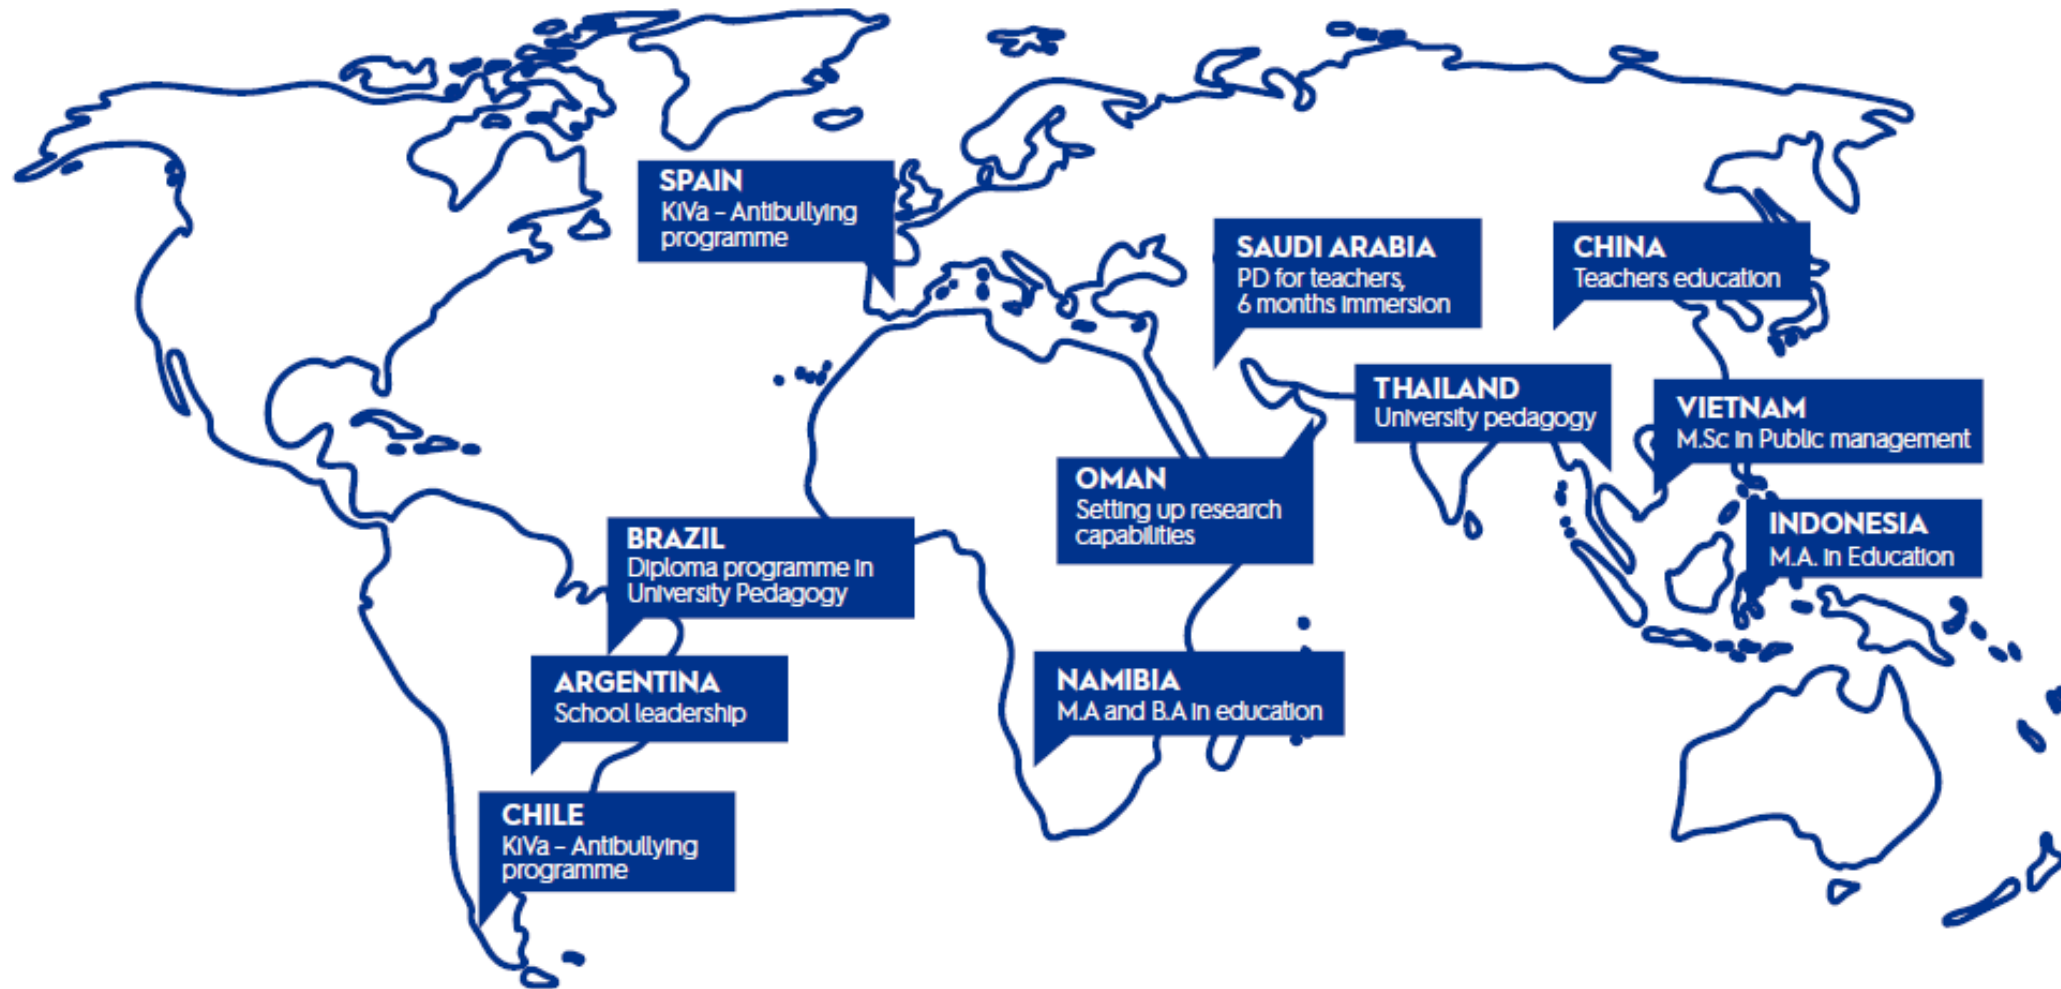 SPAIN
KiVa – Antibullying
programme
SAUDI ARABIA
PD for teachers,
6 months immersion
CHINA
Teachers education
THAILAND
University pedagogy
VIETNAM
M.Sc in Public management
OMAN
Setting up research
capabilities
INDONESIA
M.A. in Education
BRAZIL
Diploma programme in
University Pedagogy
ARGENTINA
School leadership
NAMIBIA
M.A and B.A in education
CHILE
KiVa – Antibullying
programme